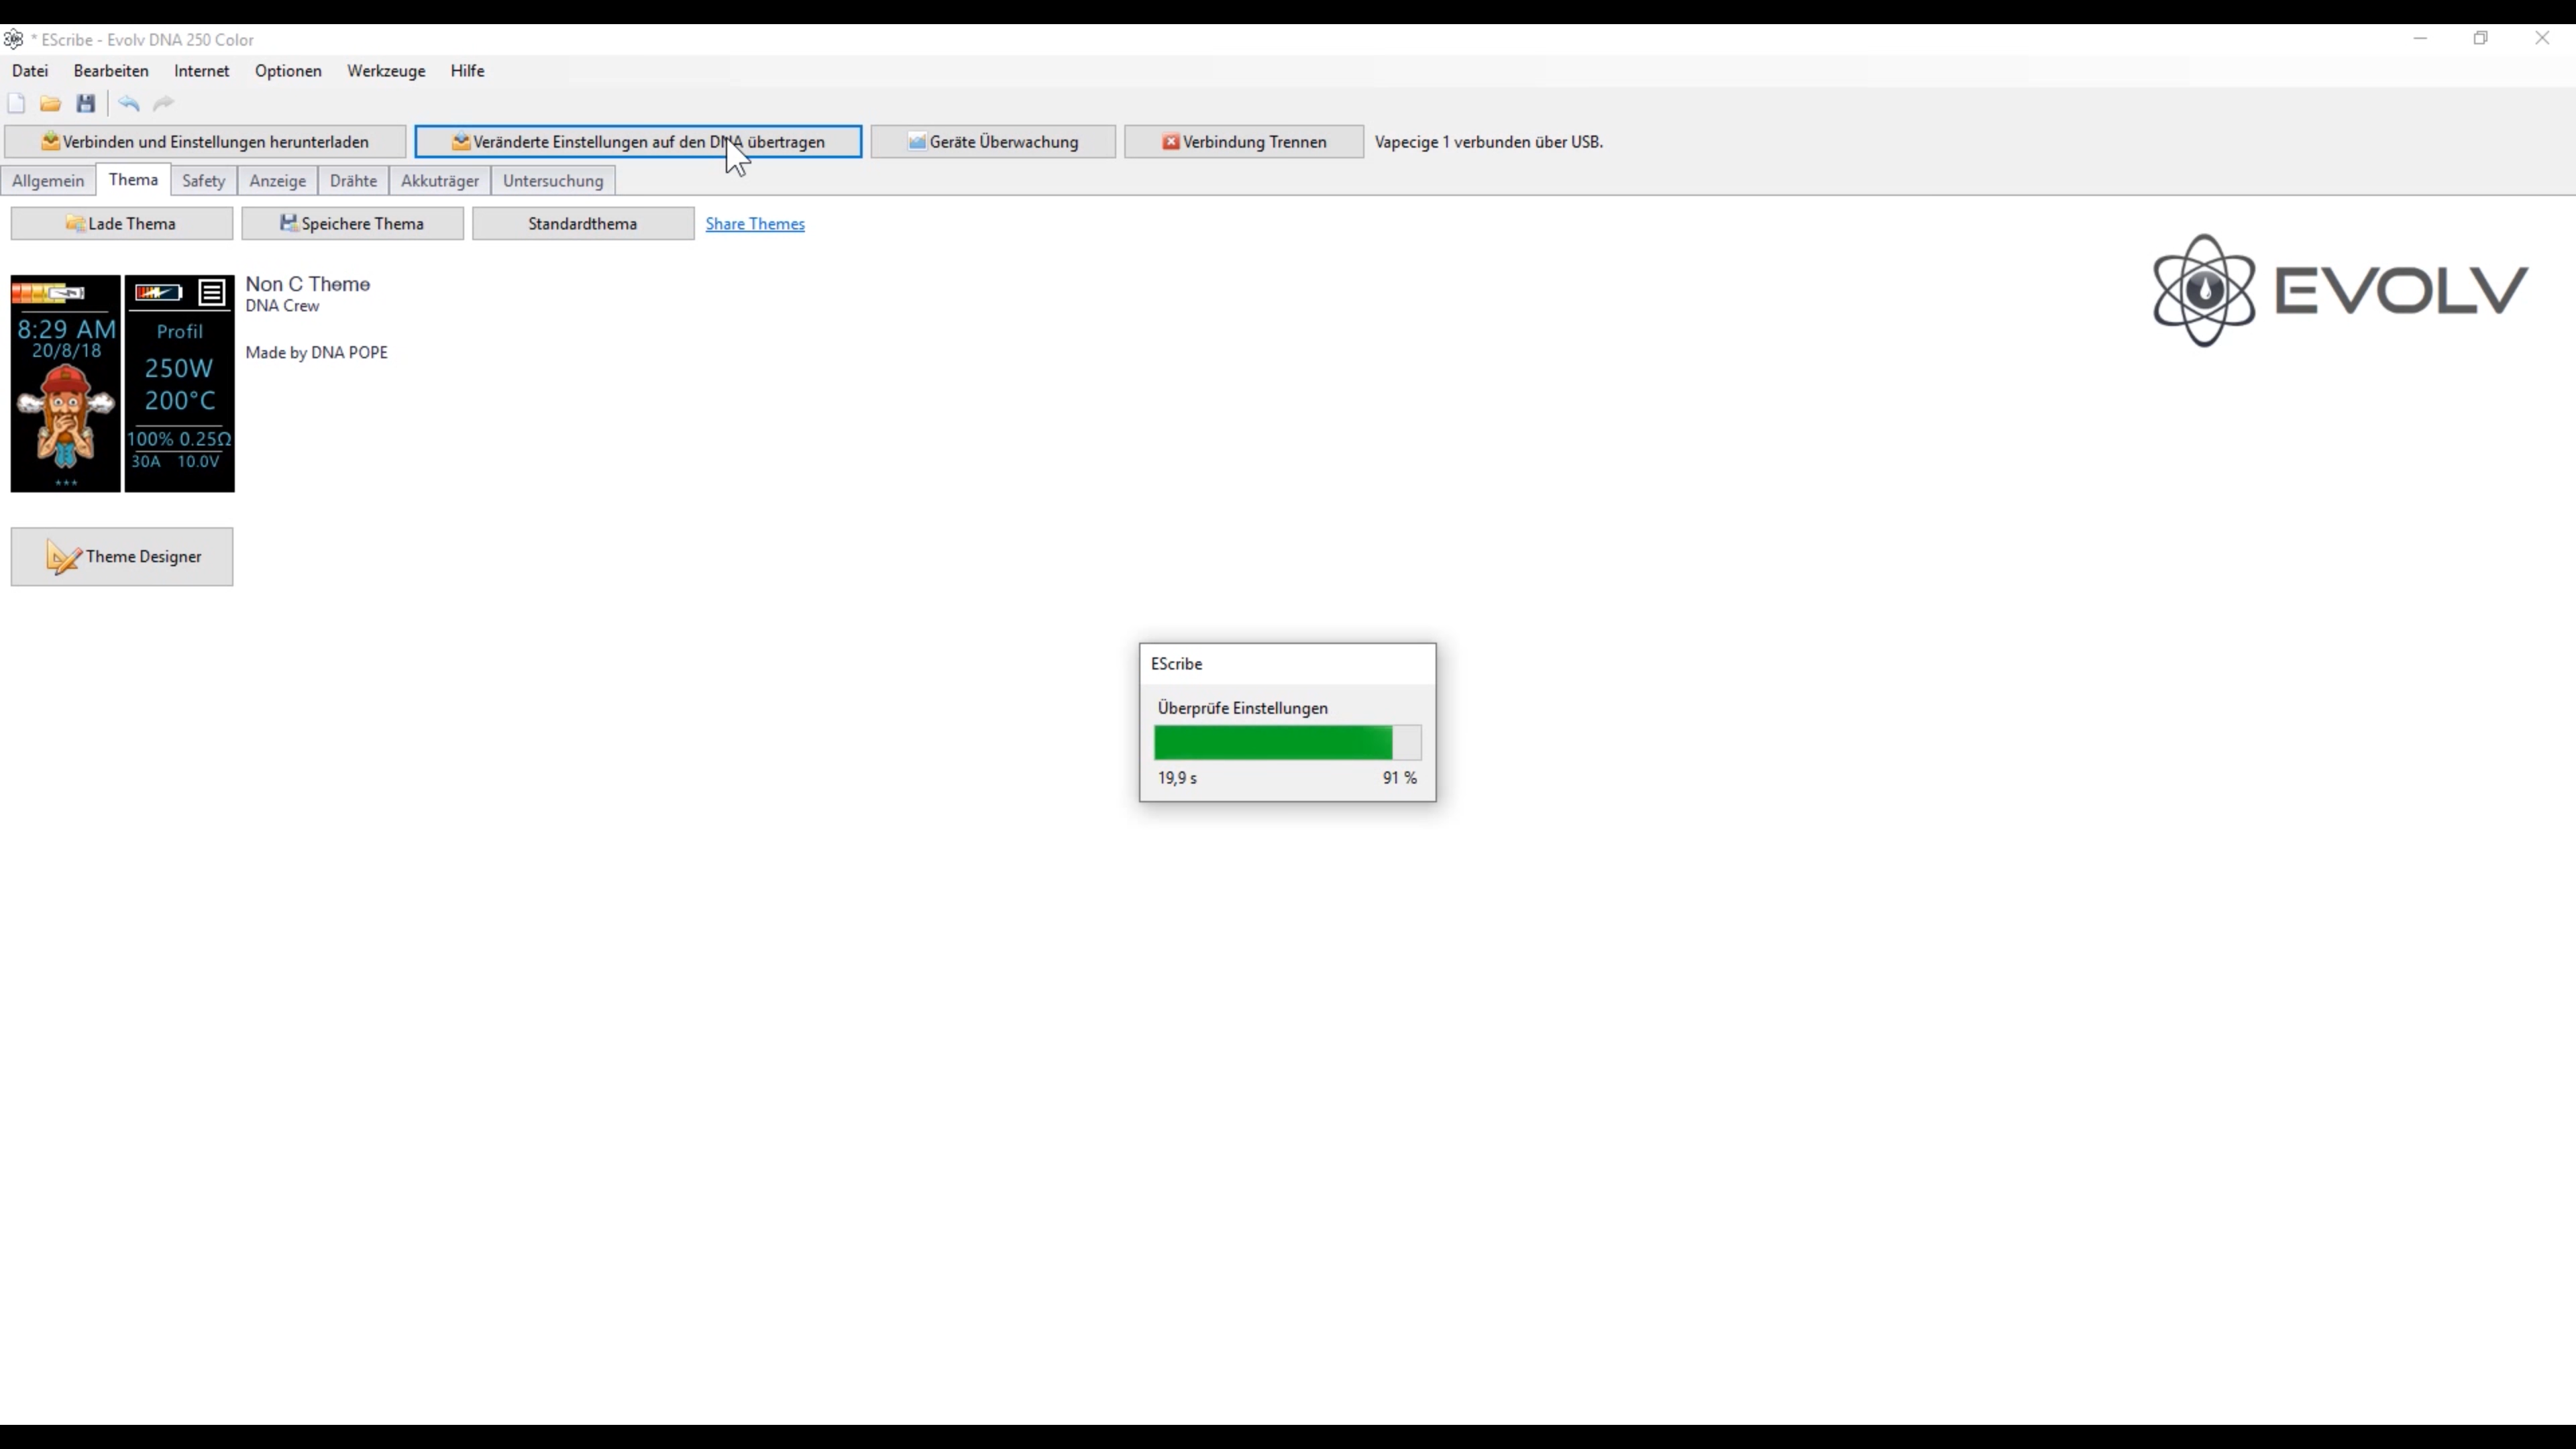 * EScribe - Evolv DNA 250 Color
Datei Bearbeiten Internet Optionen Werkzeuge Hilfe
Verbinden und Einstellungen herunterladen Veränderte Einstellungen auf den DNA übertragen Geräte Überwachung Verbindung Trennen Vapecige 1 verbunden über USB.
Allgemein Thema Safety Anzeige Drähte Akkuträger Untersuchung
Lade Thema Speichere Thema Standardthema Share Themes
EVOLV
8:29 AM
20/8/18
***
Profil
250W
200°C
100% 0.25Ω
30A 10.0V
Non C Theme
DNA Crew
Made by DNA POPE
Theme Designer
EScribe
Überprüfe Einstellungen
19,9 s 91 %